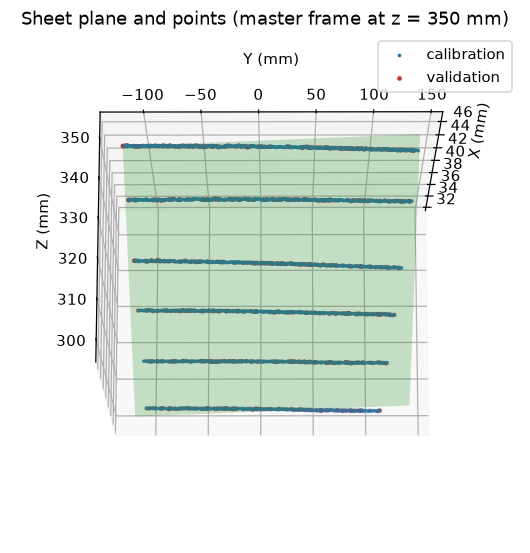 Sheet plane and points (master frame at z = 350 mm)
calibration
validation
Y (mm)
−100 −50 0 50 100 150
46
44
42
40
38
36
34
32
X (mm)
350
340
330
320
310
300
Z (mm)